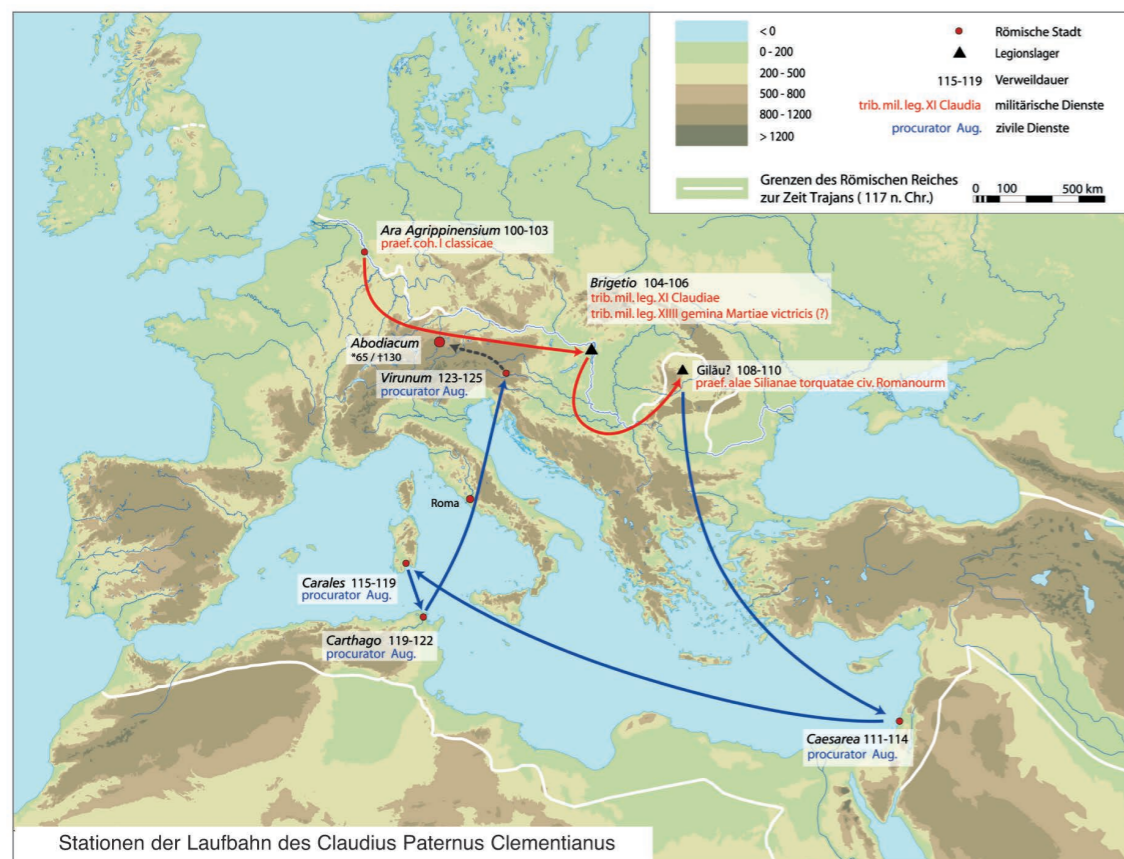 < 0
0 - 200
200 - 500
500 - 800
800 - 1200
> 1200
Römische Stadt
Legionslager
115-119 Verweildauer
trib. mil. leg. XI Claudia militärische Dienste
procurator Aug. zivile Dienste
Grenzen des Römischen Reiches
zur Zeit Trajans ( 117 n. Chr.)
0 100 500 km
Ara Agrippinensium 100-103
praef. coh. I classicae
Brigetio 104-106
trib. mil. leg. XI Claudiae
trib. mil. leg. XIIII gemina Martiae victricis (?)
Abodiacum
*65 / †130
Virunum 123-125
procurator Aug.
Gilău? 108-110
praef. alae Silianae torquatae civ. Romanourm
Roma
Carales 115-119
procurator Aug.
Carthago 119-122
procurator Aug.
Caesarea 111-114
procurator Aug.
Stationen der Laufbahn des Claudius Paternus Clementianus